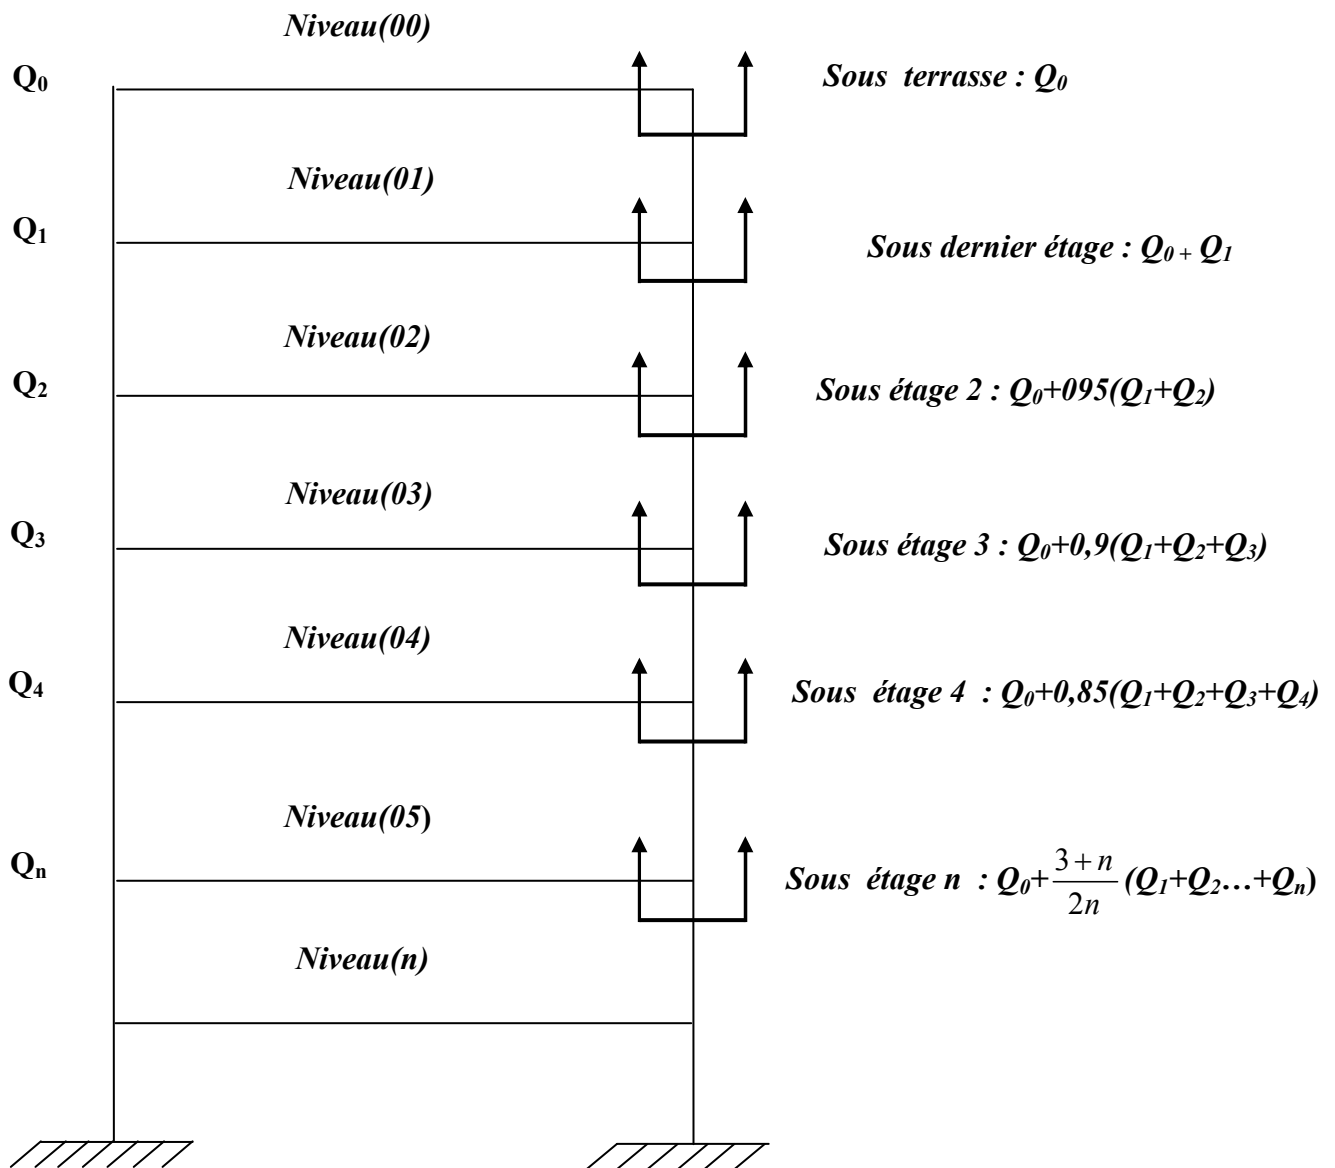 Niveau(00)
Q₀
Sous terrasse : Q₀
Niveau(01)
Q₁
Sous dernier étage : Q₀ + Q₁
Niveau(02)
Q₂
Sous étage 2 : Q₀+095(Q₁+Q₂)
Niveau(03)
Q₃
Sous étage 3 : Q₀+0,9(Q₁+Q₂+Q₃)
Niveau(04)
Q₄
Sous étage 4 : Q₀+0,85(Q₁+Q₂+Q₃+Q₄)
Niveau(05)
Qₙ
Sous étage n : Q₀+\frac{3+n}{2n}(Q₁+Q₂…+Qₙ)
Niveau(n)